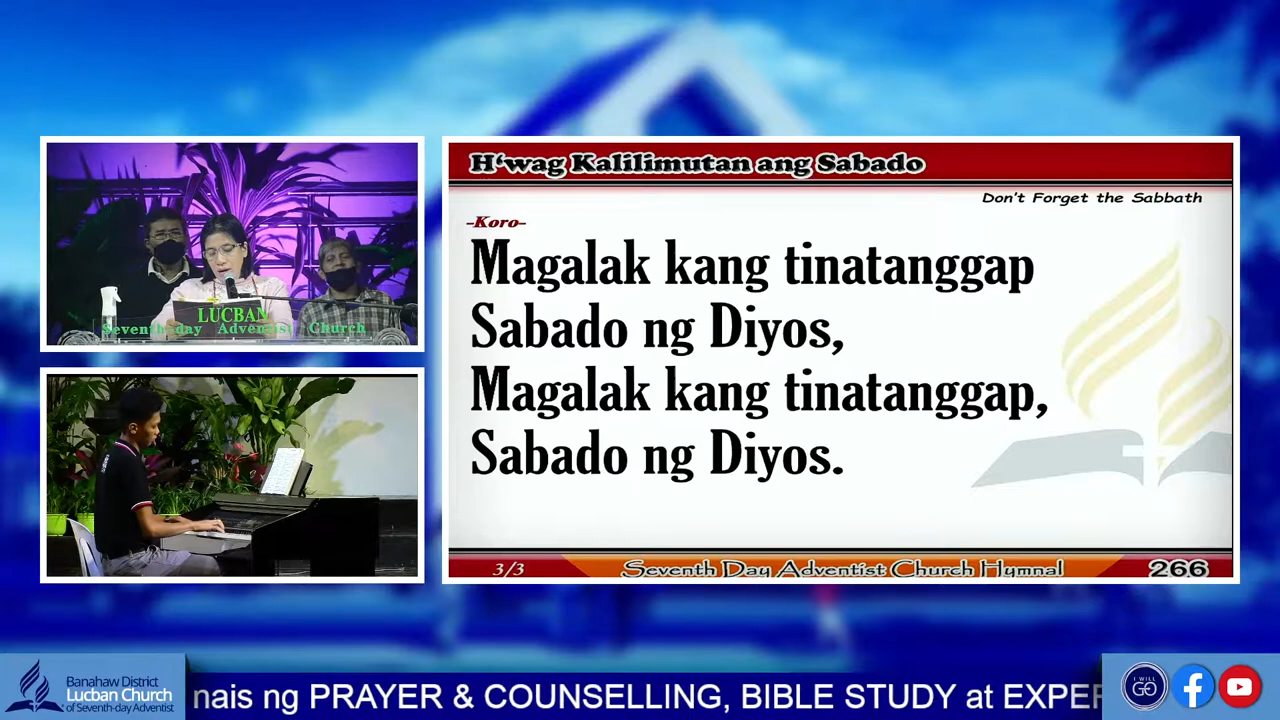 LUCBAN
Seventh-day Adventist Church
H'wag Kalilimutan ang Sabado
Don't Forget the Sabbath
-Koro-
Magalak kang tinatanggap
Sabado ng Diyos,
Magalak kang tinatanggap,
Sabado ng Diyos.
3/3
Seventh Day Adventist Church Hymnal
266
Banahaw District
Lucban Church
of Seventh-day Adventist
nais ng PRAYER & COUNSELLING, BIBLE STUDY at EXPER
I WILL
GO